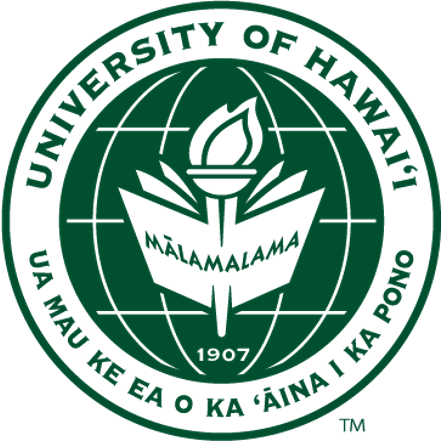 UNIVERSITY OF HAWAIʻI
MĀLAMALAMA
1907
UA MAU KE EA O KA ʻĀINA I KA PONO
TM